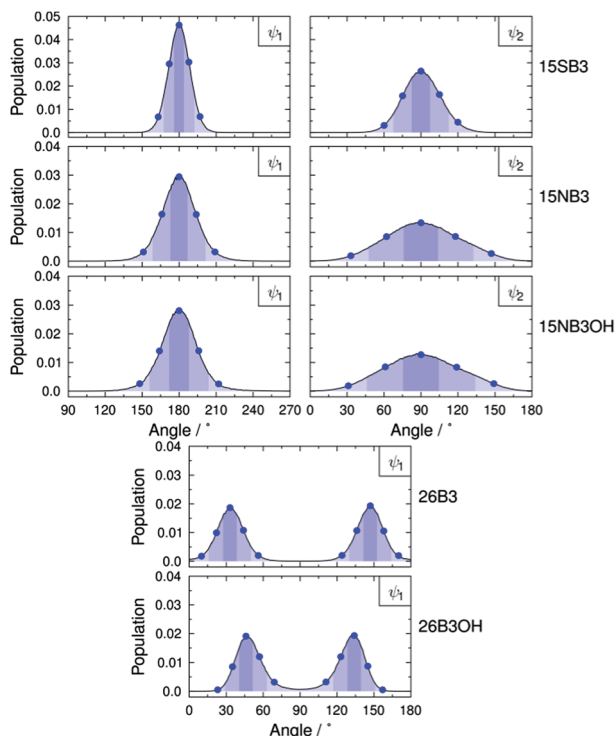 0.05
0.04
0.03
0.02
0.01
0.0
Population
ψ1
ψ2
15SB3
0.04
0.03
0.02
0.01
0.0
Population
ψ1
ψ2
15NB3
0.04
0.03
0.02
0.01
0.0
Population
ψ1
ψ2
15NB3OH
90 120 150 180 210 240 270
0 30 60 90 120 150 180
Angle / ° Angle / °
0.04
0.03
0.02
0.01
0.0
Population
ψ1
26B3
0.04
0.03
0.02
0.01
0.0
Population
ψ1
26B3OH
0 30 60 90 120 150 180
Angle / °